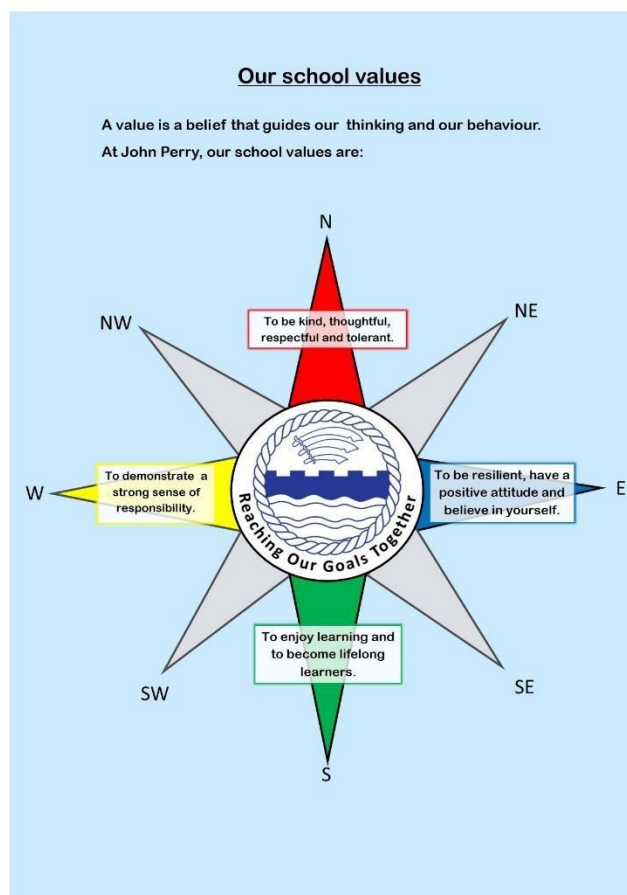 Our school values
A value is a belief that guides our thinking and our behaviour.
At John Perry, our school values are:
N
NW
NE
To be kind, thoughtful,
respectful and tolerant.
W
To demonstrate a
strong sense of
responsibility.
To be resilient, have a
positive attitude and
believe in yourself.
E
Reaching Our Goals Together
To enjoy learning and
to become lifelong
learners.
SW
SE
S